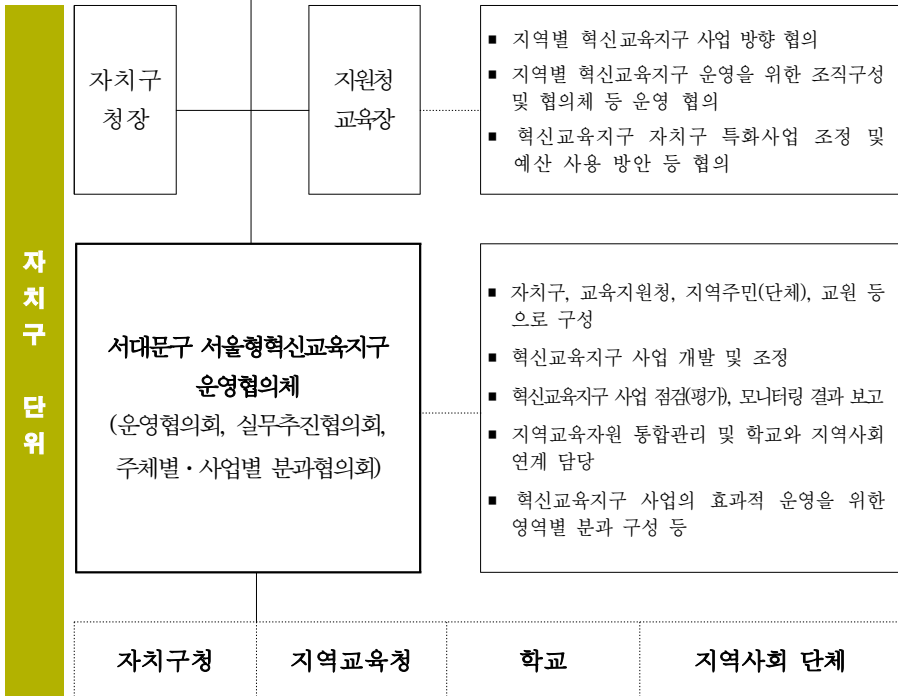 자치구 단위
자치구
청장
지원청
교육장
▪ 지역별 혁신교육지구 사업 방향 협의
▪ 지역별 혁신교육지구 운영을 위한 조직구성
및 협의체 등 운영 협의
▪ 혁신교육지구 자치구 특화사업 조정 및
예산 사용 방안 등 협의
서대문구 서울형혁신교육지구
운영협의체
(운영협의회, 실무추진협의회,
주체별・사업별 분과협의회)
▪ 자치구, 교육지원청, 지역주민(단체), 교원 등
으로 구성
▪ 혁신교육지구 사업 개발 및 조정
▪ 혁신교육지구 사업 점검(평가), 모니터링 결과 보고
▪ 지역교육자원 통합관리 및 학교와 지역사회
연계 담당
▪ 혁신교육지구 사업의 효과적 운영을 위한
영역별 분과 구성 등
자치구청
지역교육청
학교
지역사회 단체